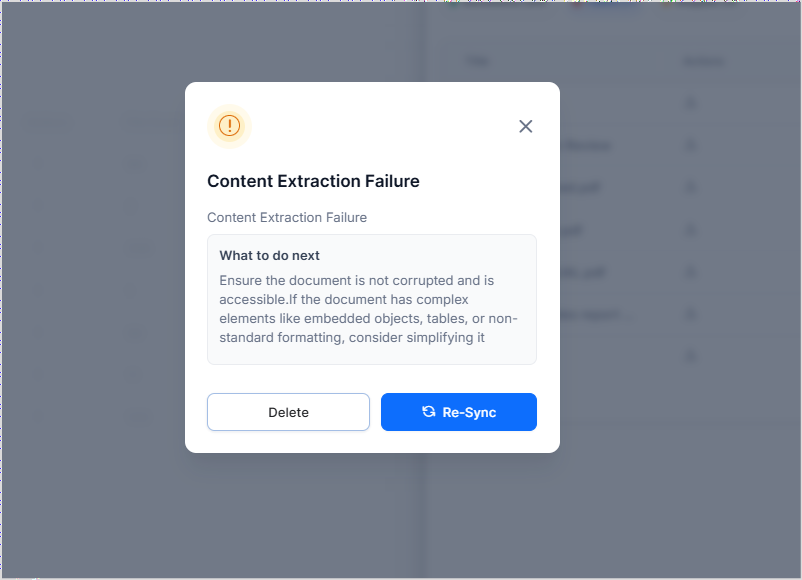 Content Extraction Failure
Content Extraction Failure
What to do next
Ensure the document is not corrupted and is
accessible.If the document has complex
elements like embedded objects, tables, or non-
standard formatting, consider simplifying it
Delete
Re-Sync